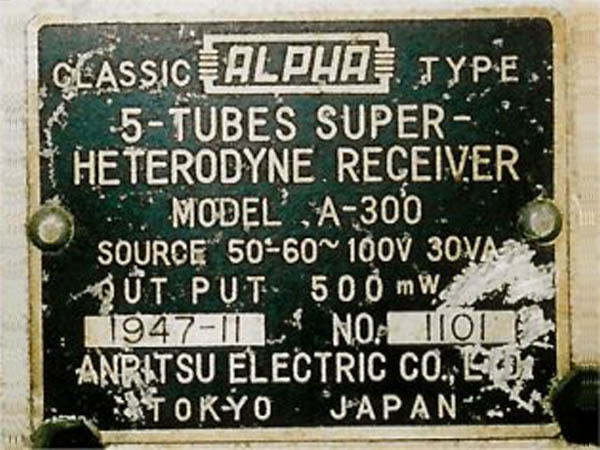 CLASSIC ALPHA TYPE
5-TUBES SUPER-
HETERODYNE RECEIVER
MODEL A-300
SOURCE 50-60~100V 30VA
OUT PUT 500mW
1947-11 NO. 1101
ANRITSU ELECTRIC CO., LTD.
TOKYO JAPAN